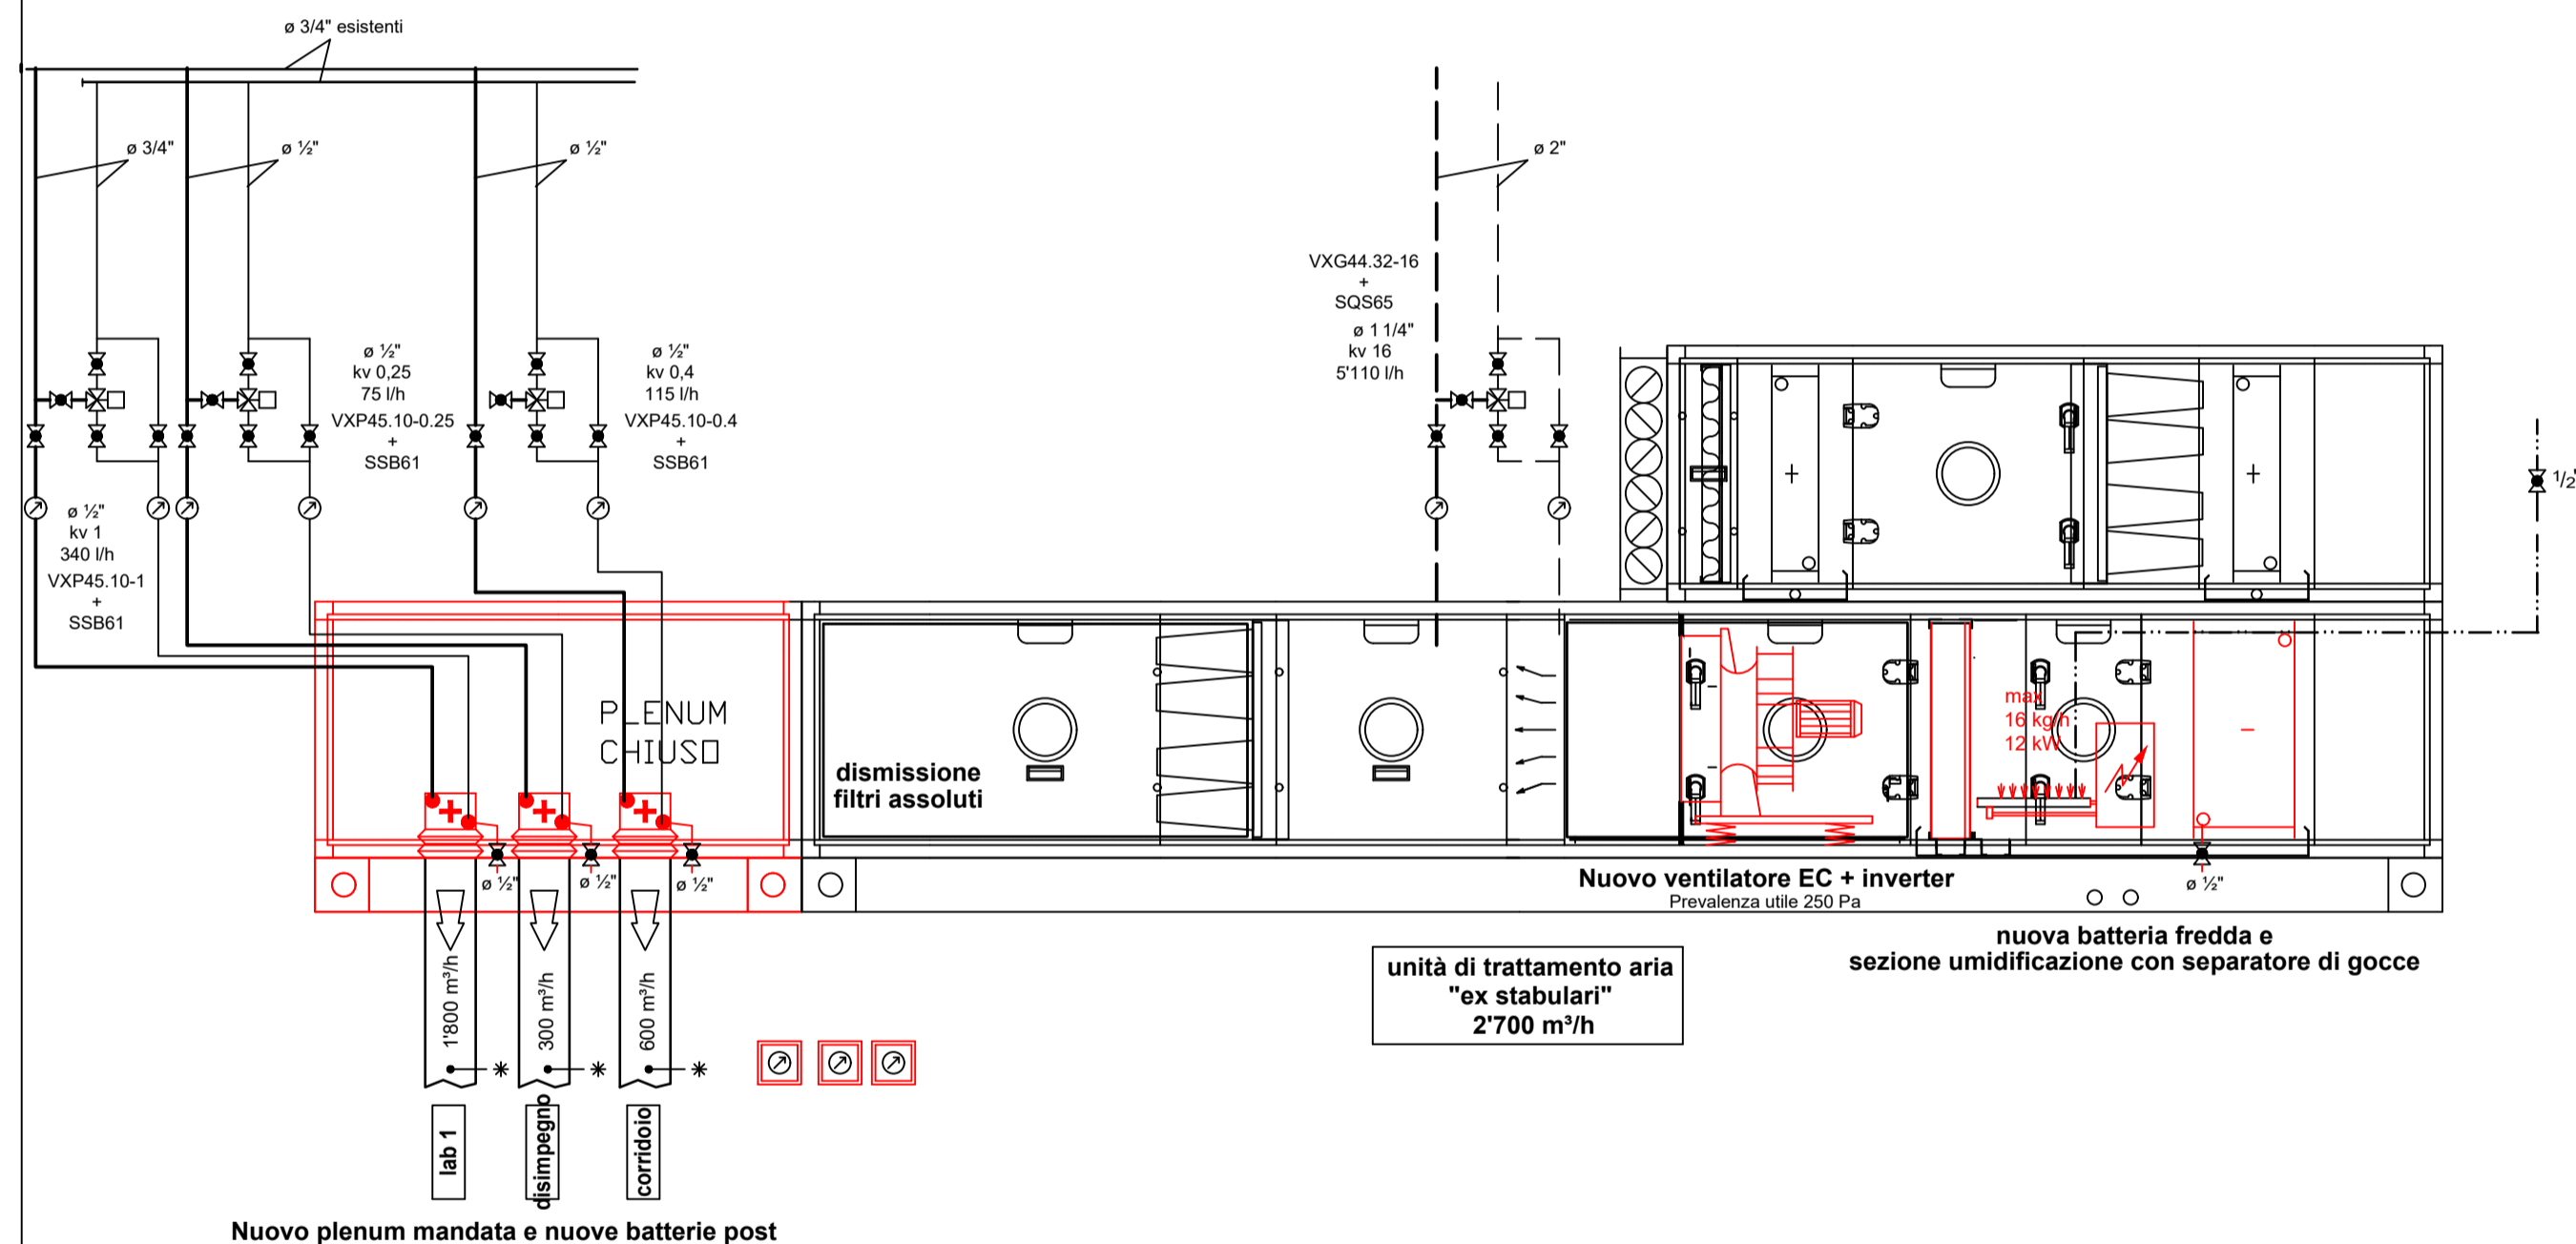 ø 3/4" esistenti
ø 3/4"
ø ½"
ø ½"
ø 2"
VXG44.32-16
+
SQS65
ø 1 1/4"
kv 16
5'110 l/h
ø ½"
kv 0,25
75 l/h
VXP45.10-0.25
+
SSB61
ø ½"
kv 0,4
115 l/h
VXP45.10-0.4
+
SSB61
1/2"
ø ½"
kv 1
340 l/h
VXP45.10-1
+
SSB61
PLENUM
CHIUSO
dismissione
filtri assoluti
max
16 kg/h
12 kW
ø ½"
ø ½"
ø ½"
ø ½"
Nuovo ventilatore EC + inverter
Prevalenza utile 250 Pa
nuova batteria fredda e
sezione umidificazione con separatore di gocce
unità di trattamento aria
"ex stabulari"
2'700 m³/h
1'800 m³/h
300 m³/h
600 m³/h
lab 1
disimpegno
corridoio
Nuovo plenum mandata e nuove batterie post